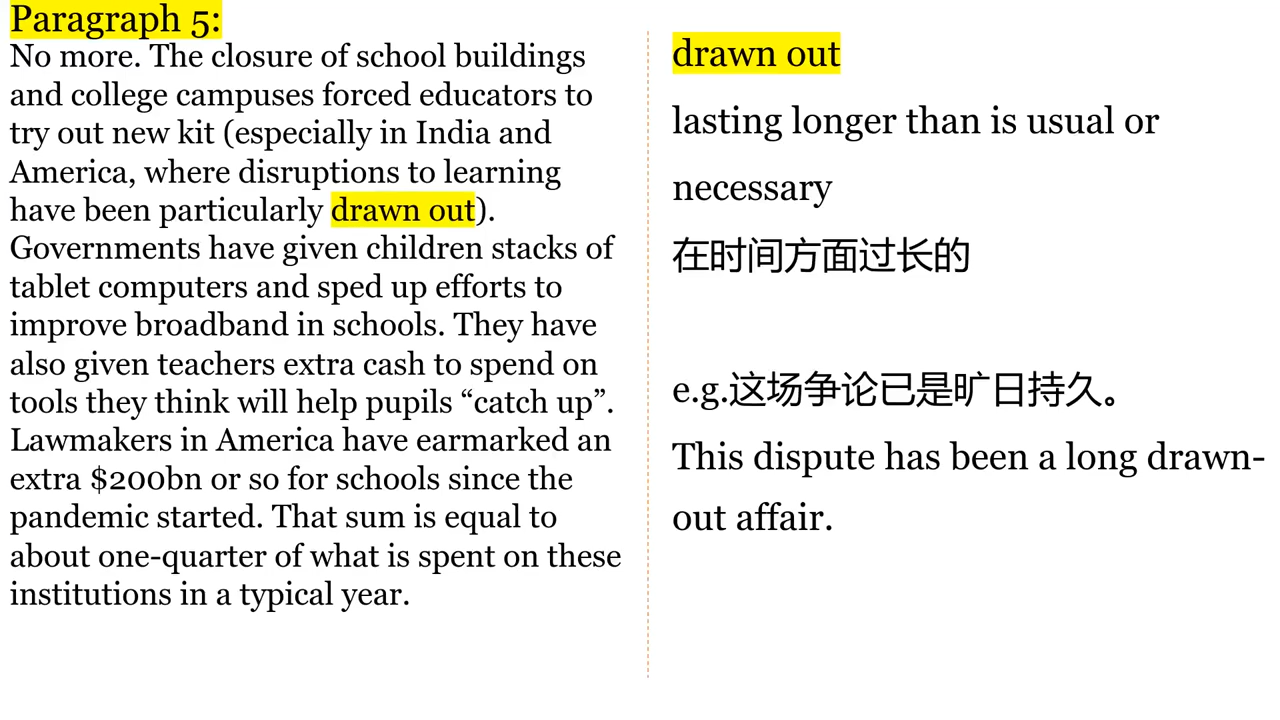 Paragraph 5:
No more. The closure of school buildings
and college campuses forced educators to
try out new kit (especially in India and
America, where disruptions to learning
have been particularly drawn out).
Governments have given children stacks of
tablet computers and sped up efforts to
improve broadband in schools. They have
also given teachers extra cash to spend on
tools they think will help pupils “catch up”.
Lawmakers in America have earmarked an
extra $200bn or so for schools since the
pandemic started. That sum is equal to
about one-quarter of what is spent on these
institutions in a typical year.
drawn out
lasting longer than is usual or
necessary
在时间方面过长的
e.g.这场争论已是旷日持久。
This dispute has been a long drawn-
out affair.